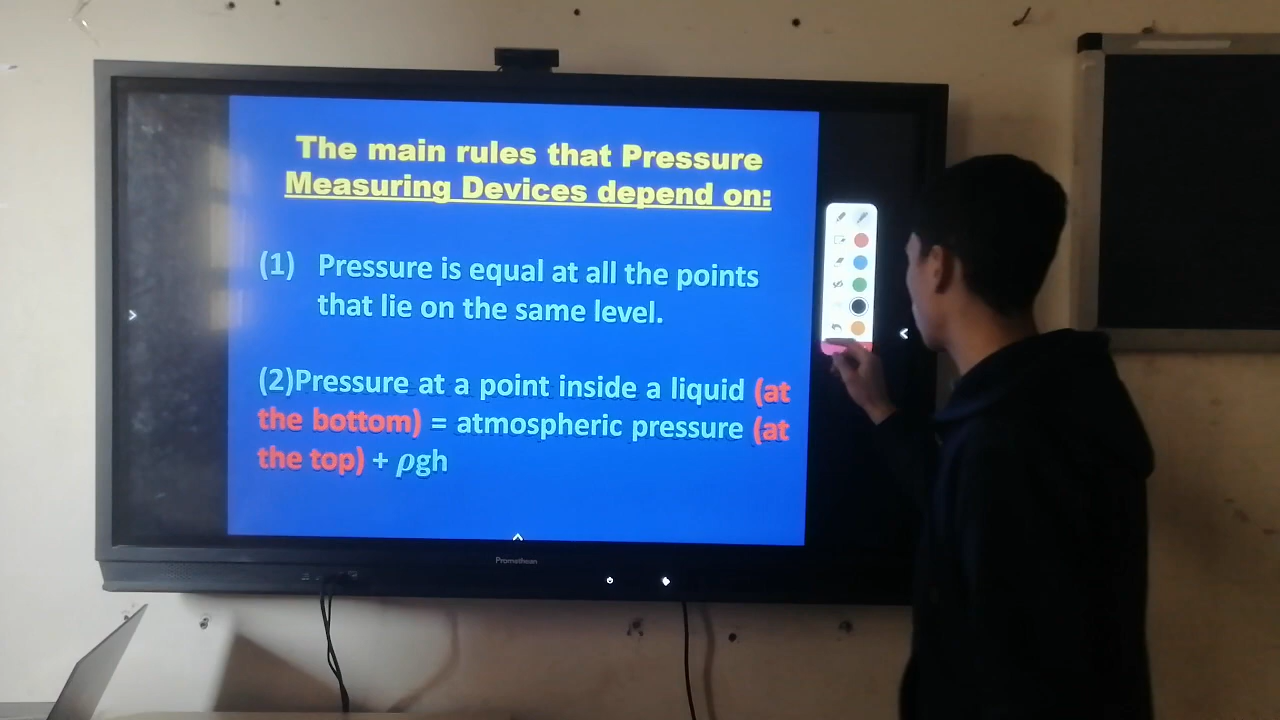 The main rules that Pressure
Measuring Devices depend on:
(1) Pressure is equal at all the points
that lie on the same level.
(2)Pressure at a point inside a liquid (at
the bottom) = atmospheric pressure (at
the top) + ρgh
Promethean